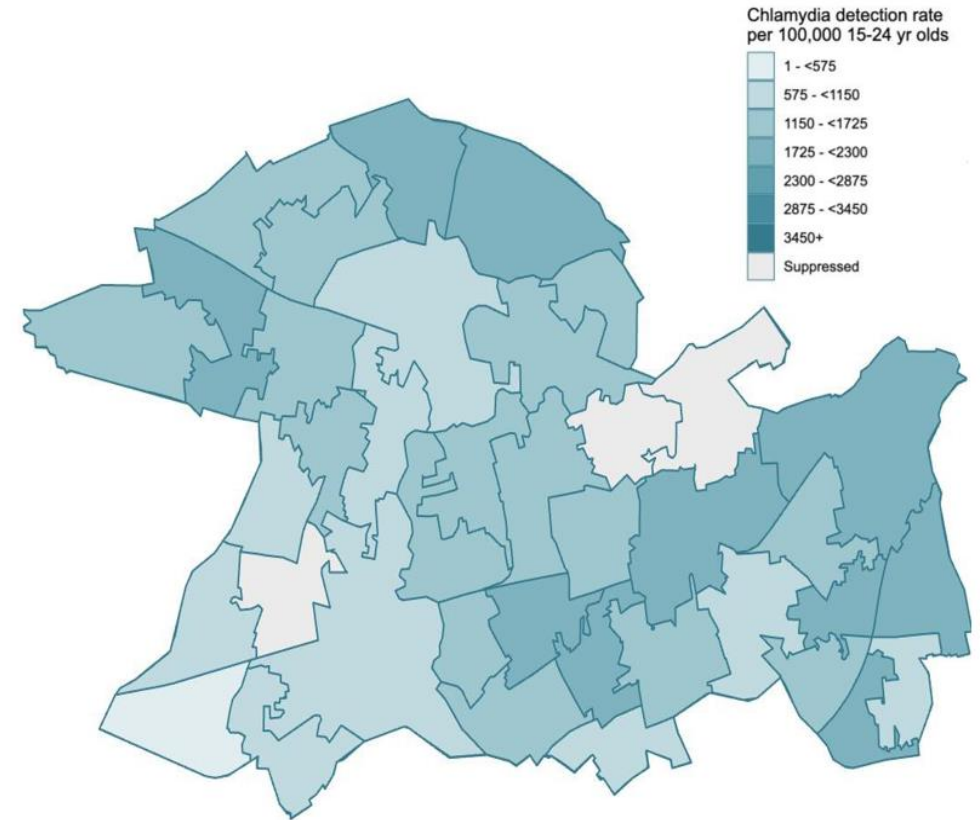 Chlamydia detection rate
per 100,000 15-24 yr olds
1 - <575
575 - <1150
1150 - <1725
1725 - <2300
2300 - <2875
2875 - <3450
3450+
Suppressed